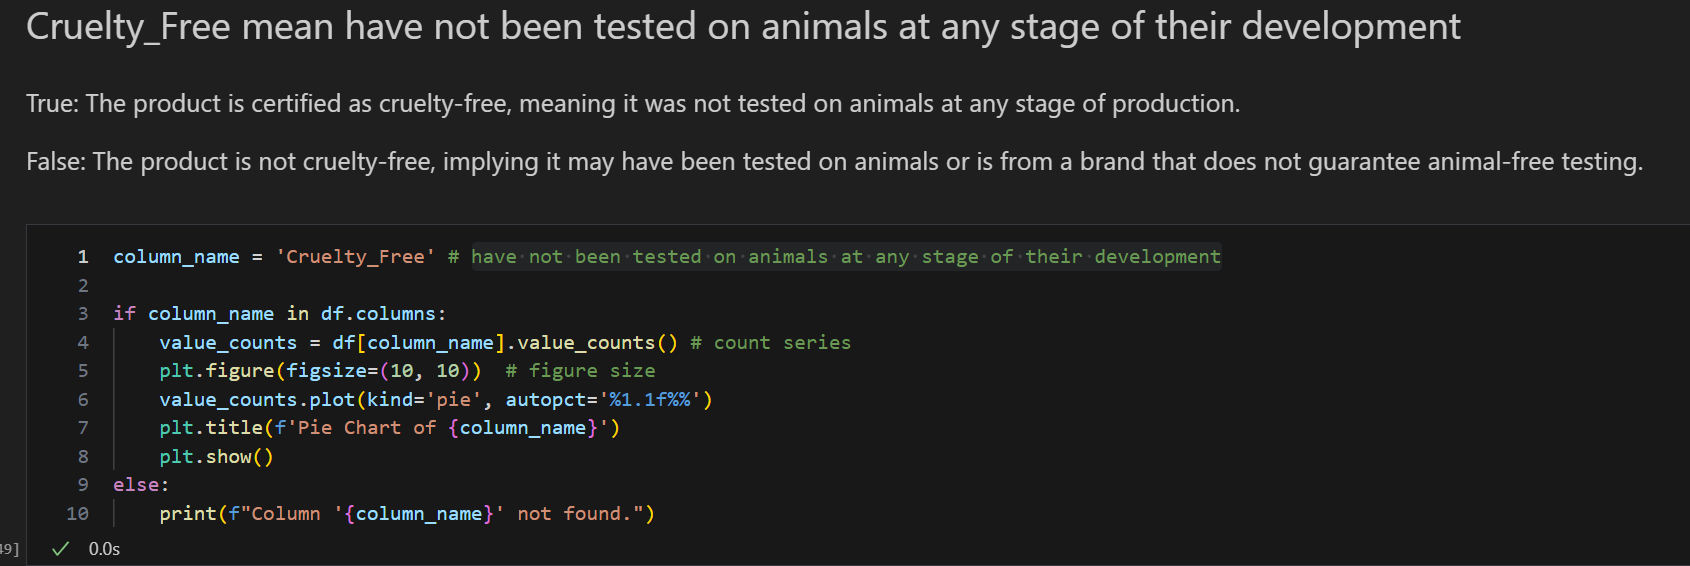 Cruelty_Free mean have not been tested on animals at any stage of their development
True: The product is certified as cruelty-free, meaning it was not tested on animals at any stage of production.
False: The product is not cruelty-free, implying it may have been tested on animals or is from a brand that does not guarantee animal-free testing.
1 column_name = 'Cruelty_Free' # have not been tested on animals at any stage of their development
2
3 if column_name in df.columns:
4     value_counts = df[column_name].value_counts() # count series
5     plt.figure(figsize=(10, 10))  # figure size
6     value_counts.plot(kind='pie', autopct='%1.1f%%')
7     plt.title(f'Pie Chart of {column_name}')
8     plt.show()
9 else:
10     print(f"Column '{column_name}' not found.")
49] ✓ 0.0s